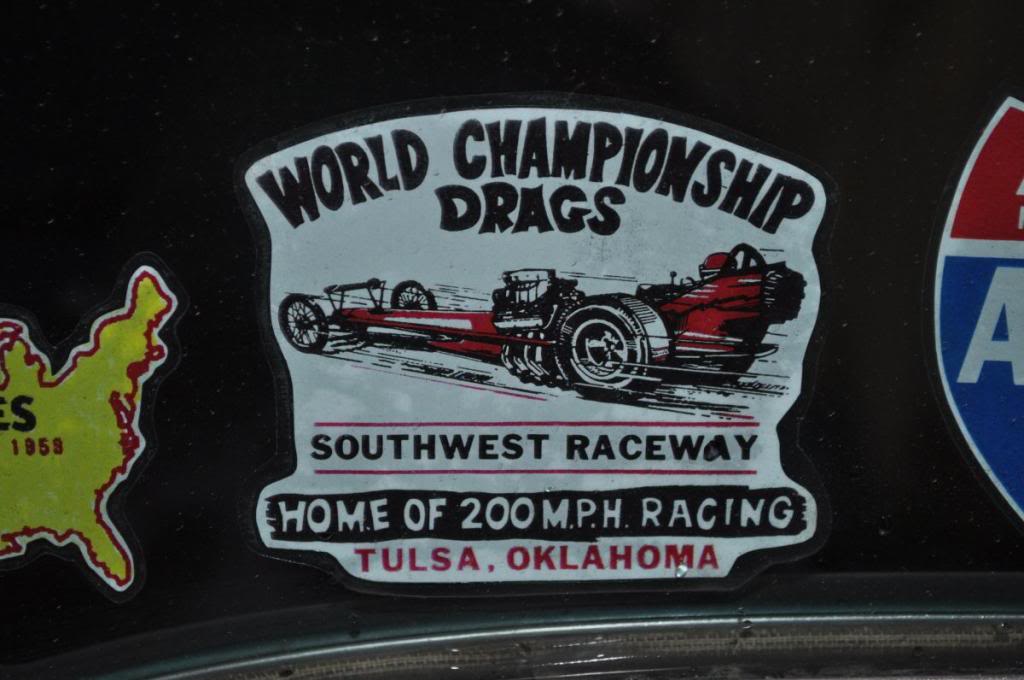 WORLD CHAMPIONSHIP
DRAGS
SOUTHWEST RACEWAY
HOME OF 200 M.P.H. RACING
TULSA, OKLAHOMA
ES
1958
A